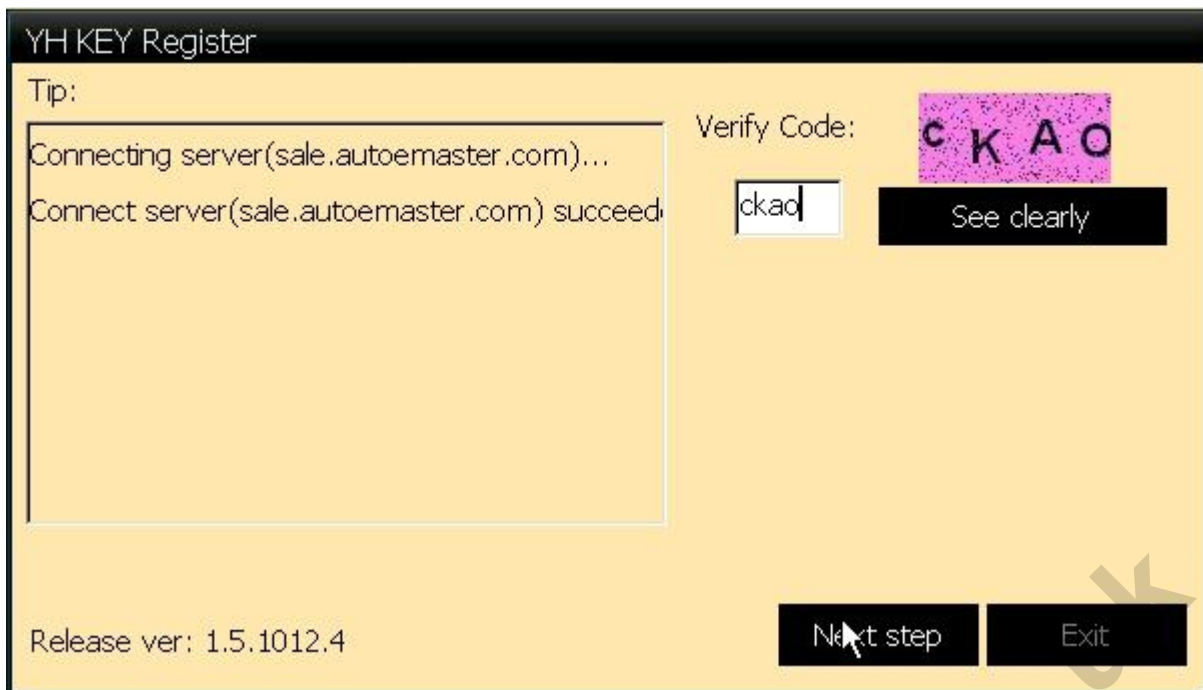 YH KEY Register
Tip:
Connecting server(sale.autoemaster.com)...
Connect server(sale.autoemaster.com) succeed
Verify Code:
cKAO
ckao
See clearly
Release ver: 1.5.1012.4
Next step
Exit